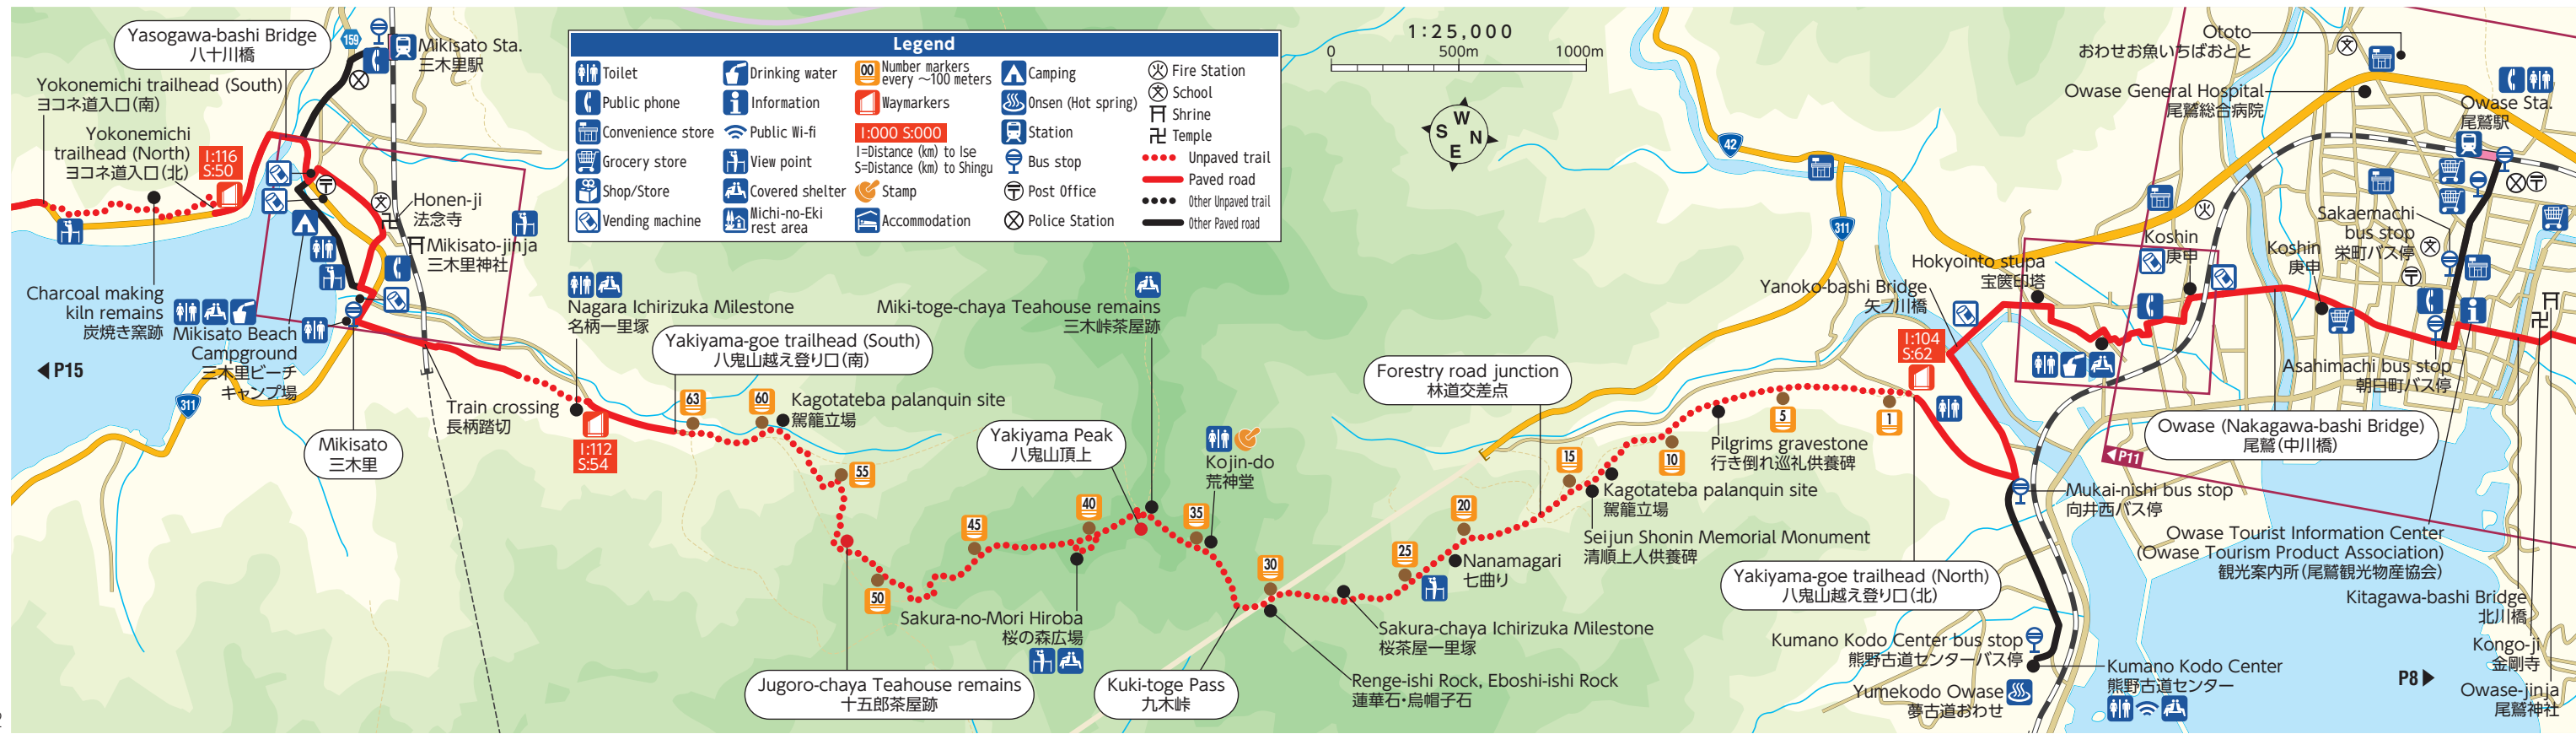 Yasogawa-bashi Bridge
八十川橋
159
Mikisato Sta.
三木里駅
Yokonemichi trailhead (South)
ヨコネ道入口(南)
Yokonemichi
trailhead (North)
ヨコネ道入口(北)
I:116
S:50
Honen-ji
法念寺
Mikisato-jinja
三木里神社
Charcoal making
kiln remains
炭焼き窯跡
Mikisato Beach
Campground
三木里ビーチ
キャンプ場
◀P15
311
Mikisato
三木里
Train crossing
長柄踏切
Legend
Toilet
Public phone
Convenience store
Grocery store
Shop/Store
Vending machine
Drinking water
Information
Public Wi-fi
View point
Covered shelter
Michi-no-Eki
rest area
00
Number markers
every ～100 meters
Waymarkers
I:000 S:000
I=Distance (km) to Ise
S=Distance (km) to Shingu
Stamp
Accommodation
Camping
Onsen (Hot spring)
Station
Bus stop
Post Office
Police Station
Fire Station
School
Shrine
Temple
Unpaved trail
Paved road
Other Unpaved trail
Other Paved road
1:25,000
0 500m 1000m
W
S N
E
Nagara Ichirizuka Milestone
名柄一里塚
I:112
S:54
Yakiyama-goe trailhead (South)
八鬼山越え登り口(南)
63
60
Kagotateba palanquin site
駕籠立場
55
50
45
40
35
30
25
20
15
10
5
1
Jugoro-chaya Teahouse remains
十五郎茶屋跡
Sakura-no-Mori Hiroba
桜の森広場
Yakiyama Peak
八鬼山頂上
Miki-toge-chaya Teahouse remains
三木峠茶屋跡
Kojin-do
荒神堂
Kuki-toge Pass
九木峠
Renge-ishi Rock, Eboshi-ishi Rock
蓮華石・烏帽子石
Sakura-chaya Ichirizuka Milestone
桜茶屋一里塚
Nanamagari
七曲り
Forestry road junction
林道交差点
Seijun Shonin Memorial Monument
清順上人供養碑
Kagotateba palanquin site
駕籠立場
Pilgrims gravestone
行き倒れ巡礼供養碑
Yakiyama-goe trailhead (North)
八鬼山越え登り口(北)
I:104
S:62
42
311
Yanoko-bashi Bridge
矢ノ川橋
Hokyointo stupa
宝篋印塔
Koshin
庚申
Koshin
庚申
Ototo
おわせお魚いちばおとと
Owase General Hospital
尾鷲総合病院
Owase Sta.
尾鷲駅
Sakaemachi
bus stop
栄町バス停
Asahimachi bus stop
朝日町バス停
Owase (Nakagawa-bashi Bridge)
尾鷲(中川橋)
◀P11
Mukai-nishi bus stop
向井西バス停
Owase Tourist Information Center
(Owase Tourism Product Association)
観光案内所(尾鷲観光物産協会)
Kitagawa-bashi Bridge
北川橋
Kongo-ji
金剛寺
Owase-jinja
尾鷲神社
P8▶
Kumano Kodo Center bus stop
熊野古道センターバス停
Kumano Kodo Center
熊野古道センター
Yumekodo Owase
夢古道おわせ